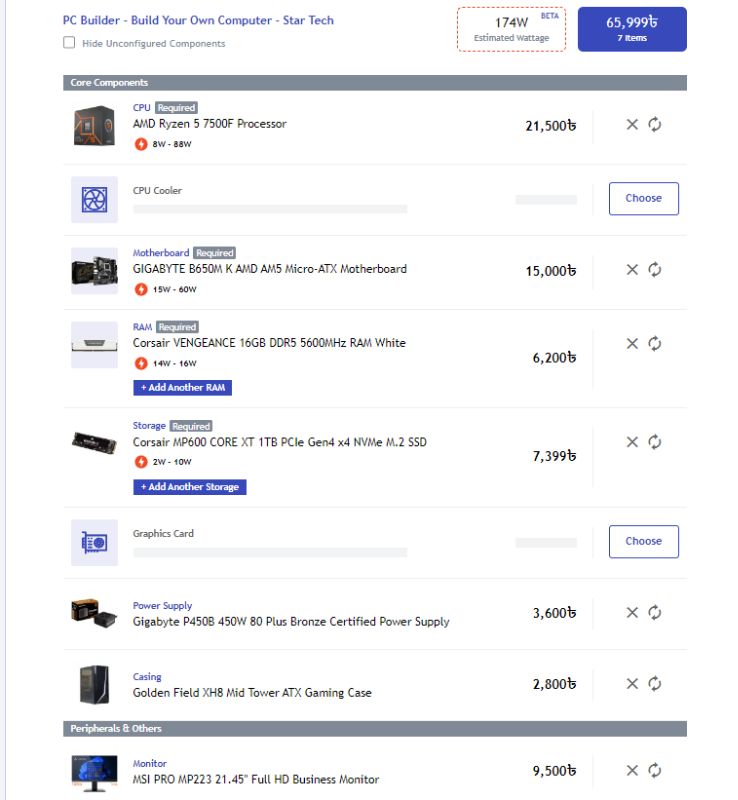 PC Builder - Build Your Own Computer - Star Tech
Hide Unconfigured Components
174W
BETA
Estimated Wattage
65,999৳
7 Items
Core Components
CPU Required
AMD Ryzen 5 7500F Processor
8W - 88W
21,500৳
CPU Cooler
Choose
Motherboard Required
GIGABYTE B650M K AMD AM5 Micro-ATX Motherboard
15W - 60W
15,000৳
RAM Required
Corsair VENGEANCE 16GB DDR5 5600MHz RAM White
14W - 16W
6,200৳
+ Add Another RAM
Storage Required
Corsair MP600 CORE XT 1TB PCIe Gen4 x4 NVMe M.2 SSD
2W - 10W
7,399৳
+ Add Another Storage
Graphics Card
Choose
Power Supply
Gigabyte P450B 450W 80 Plus Bronze Certified Power Supply
3,600৳
Casing
Golden Field XH8 Mid Tower ATX Gaming Case
2,800৳
Peripherals & Others
Monitor
MSI PRO MP223 21.45" Full HD Business Monitor
9,500৳